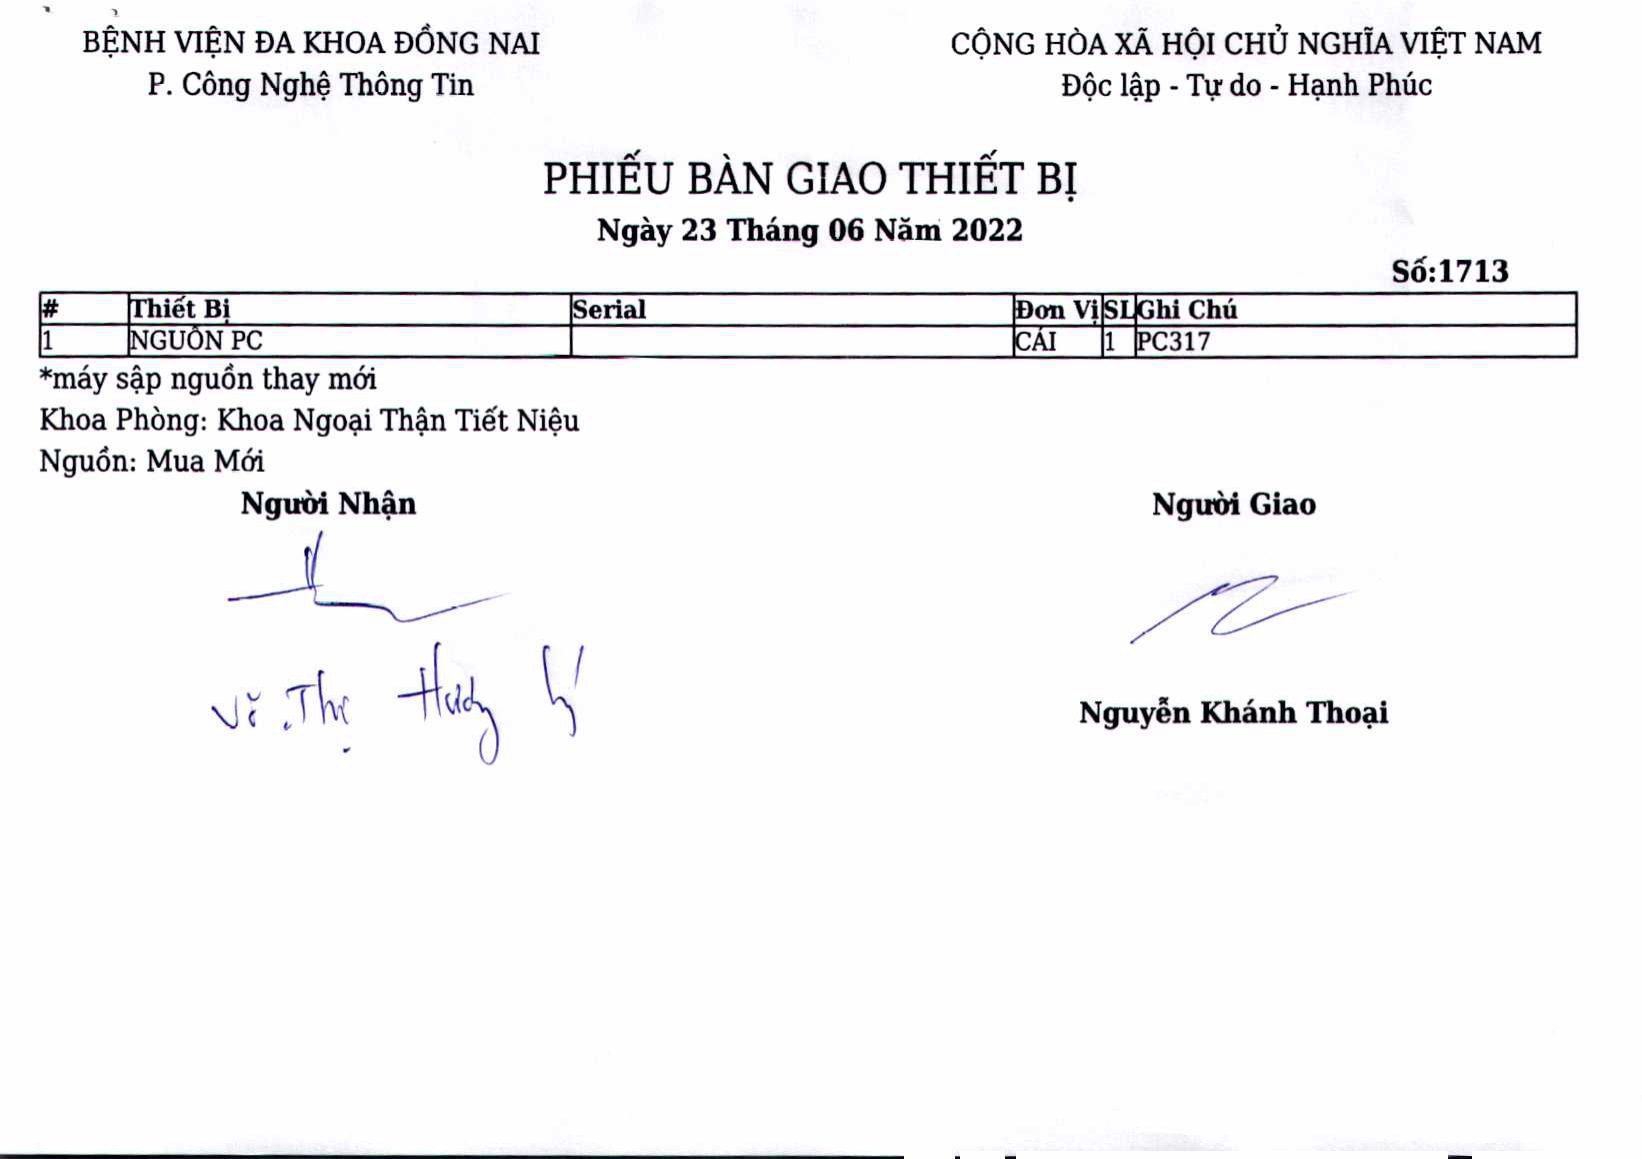 BỆNH VIỆN ĐA KHOA ĐỒNG NAI
P. Công Nghệ Thông Tin
CỘNG HÒA XÃ HỘI CHỦ NGHĨA VIỆT NAM
Độc lập - Tự do - Hạnh Phúc
PHIẾU BÀN GIAO THIẾT BỊ
Ngày 23 Tháng 06 Năm 2022
Số:1713
# Thiết Bị Serial Đơn Vị SL Ghi Chú
1 NGUỒN PC CÁI 1 PC317
*máy sập nguồn thay mới
Khoa Phòng: Khoa Ngoại Thận Tiết Niệu
Nguồn: Mua Mới
Người Nhận Người Giao
Võ Thị
Nguyễn Khánh Thoại